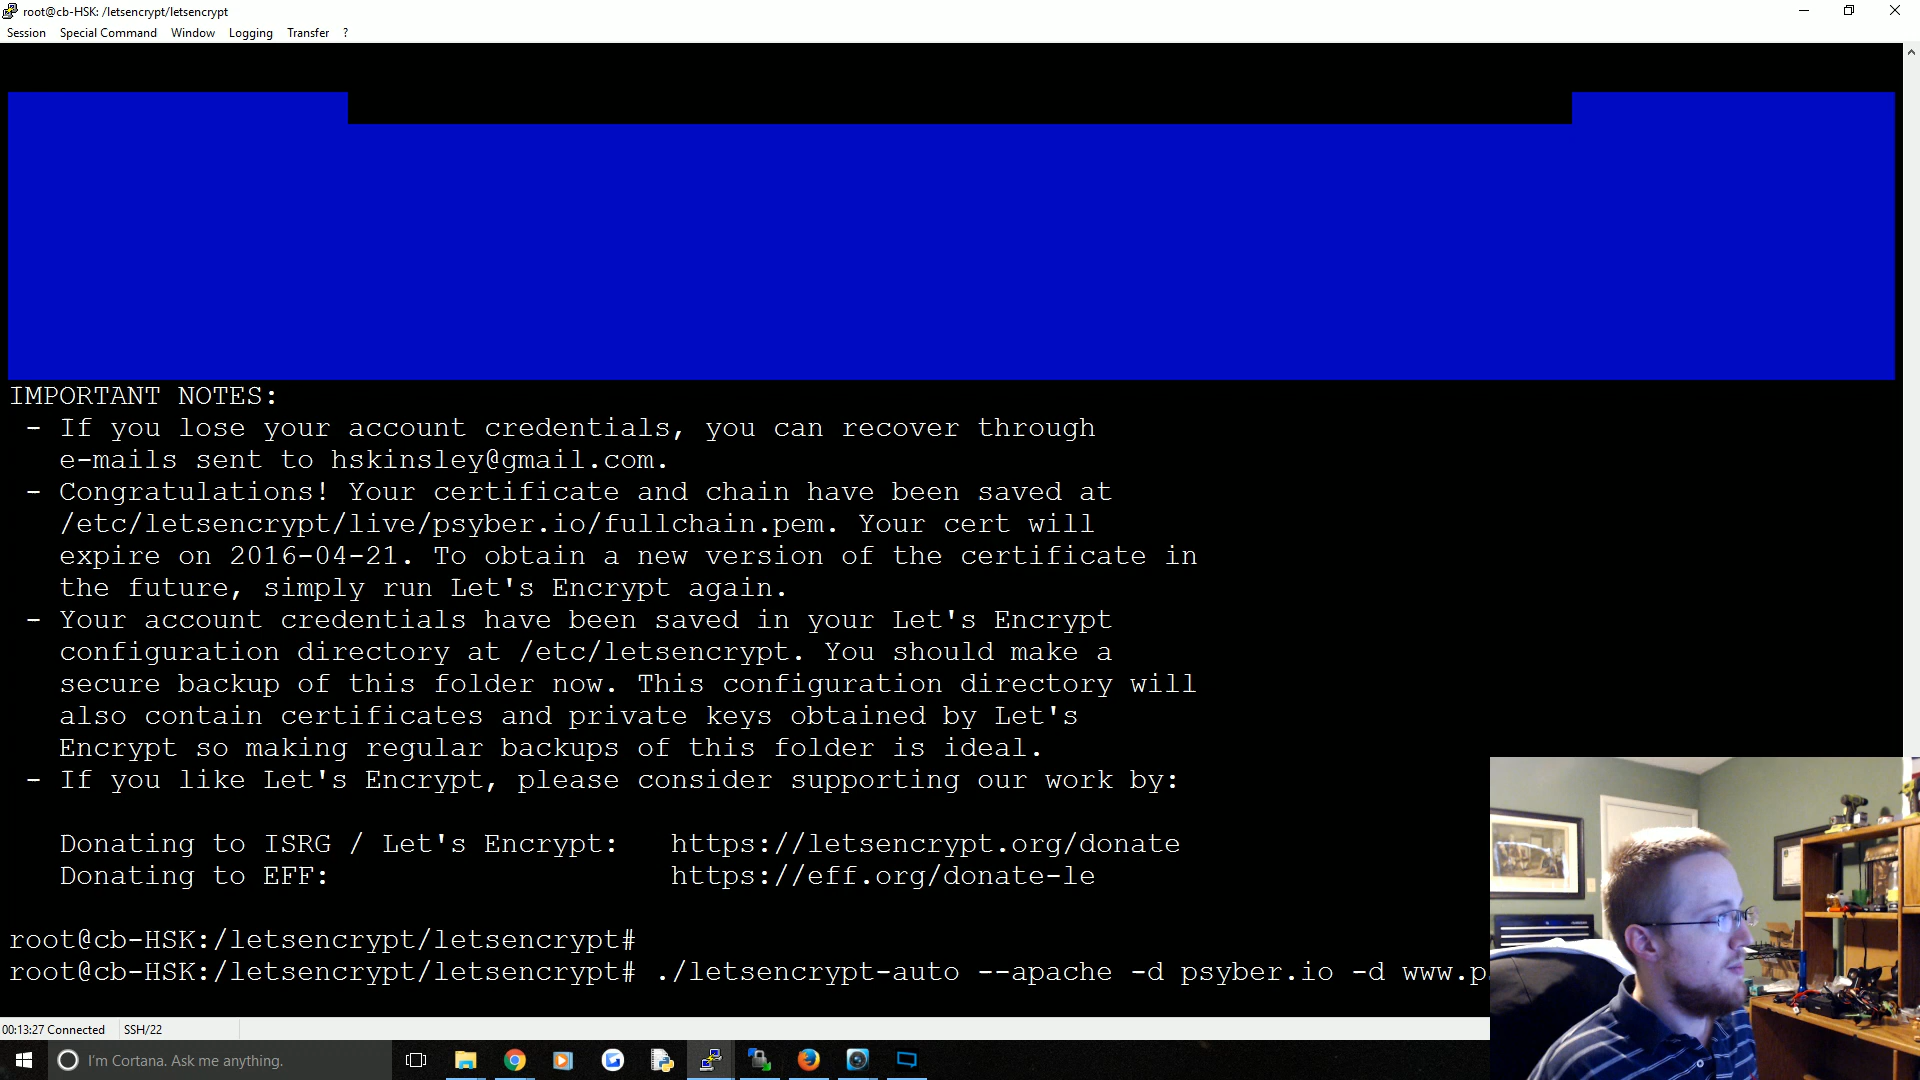 root@cb-HSK: /letsencrypt/letsencrypt
Session Special Command Window Logging Transfer ?
IMPORTANT NOTES:
- If you lose your account credentials, you can recover through
e-mails sent to hskinsley@gmail.com.
- Congratulations! Your certificate and chain have been saved at
/etc/letsencrypt/live/psyber.io/fullchain.pem. Your cert will
expire on 2016-04-21. To obtain a new version of the certificate in
the future, simply run Let's Encrypt again.
- Your account credentials have been saved in your Let's Encrypt
configuration directory at /etc/letsencrypt. You should make a
secure backup of this folder now. This configuration directory will
also contain certificates and private keys obtained by Let's
Encrypt so making regular backups of this folder is ideal.
- If you like Let's Encrypt, please consider supporting our work by:
Donating to ISRG / Let's Encrypt: https://letsencrypt.org/donate
Donating to EFF: https://eff.org/donate-le
root@cb-HSK:/letsencrypt/letsencrypt#
root@cb-HSK:/letsencrypt/letsencrypt# ./letsencrypt-auto --apache -d psyber.io -d www.p
00:13:27 Connected SSH/22
I'm Cortana. Ask me anything.